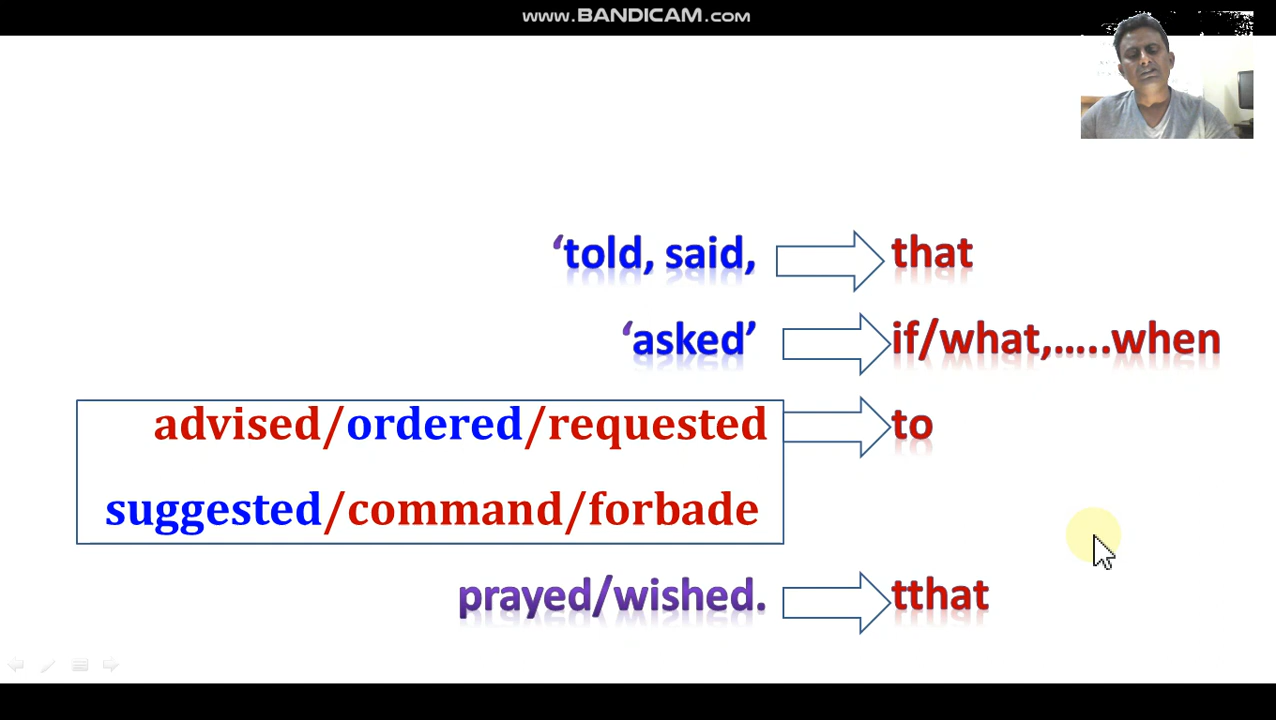 www.BANDICAM.com
‘told, said, that
‘asked’ if/what,.....when
advised/ordered/requested to
suggested/command/forbade
prayed/wished. tthat